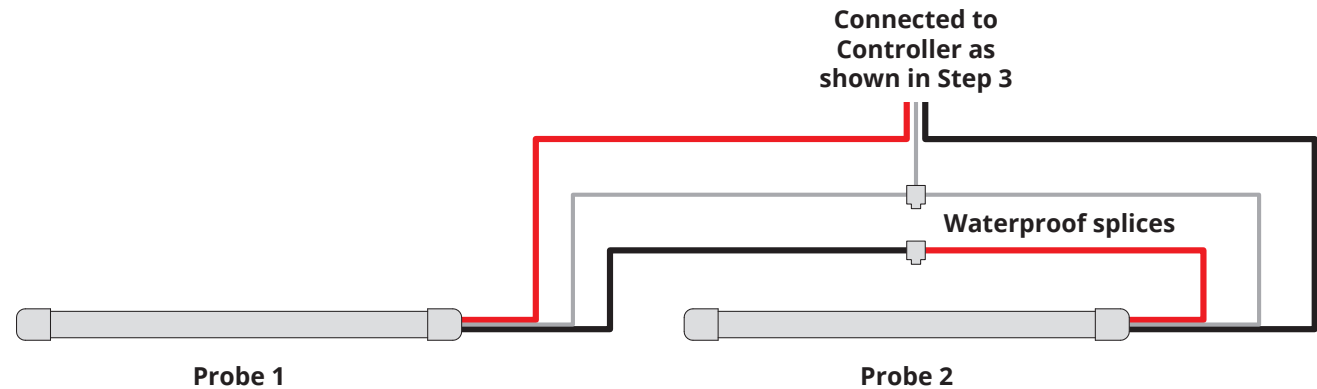 Connected to
Controller as
shown in Step 3
Waterproof splices
Probe 1
Probe 2